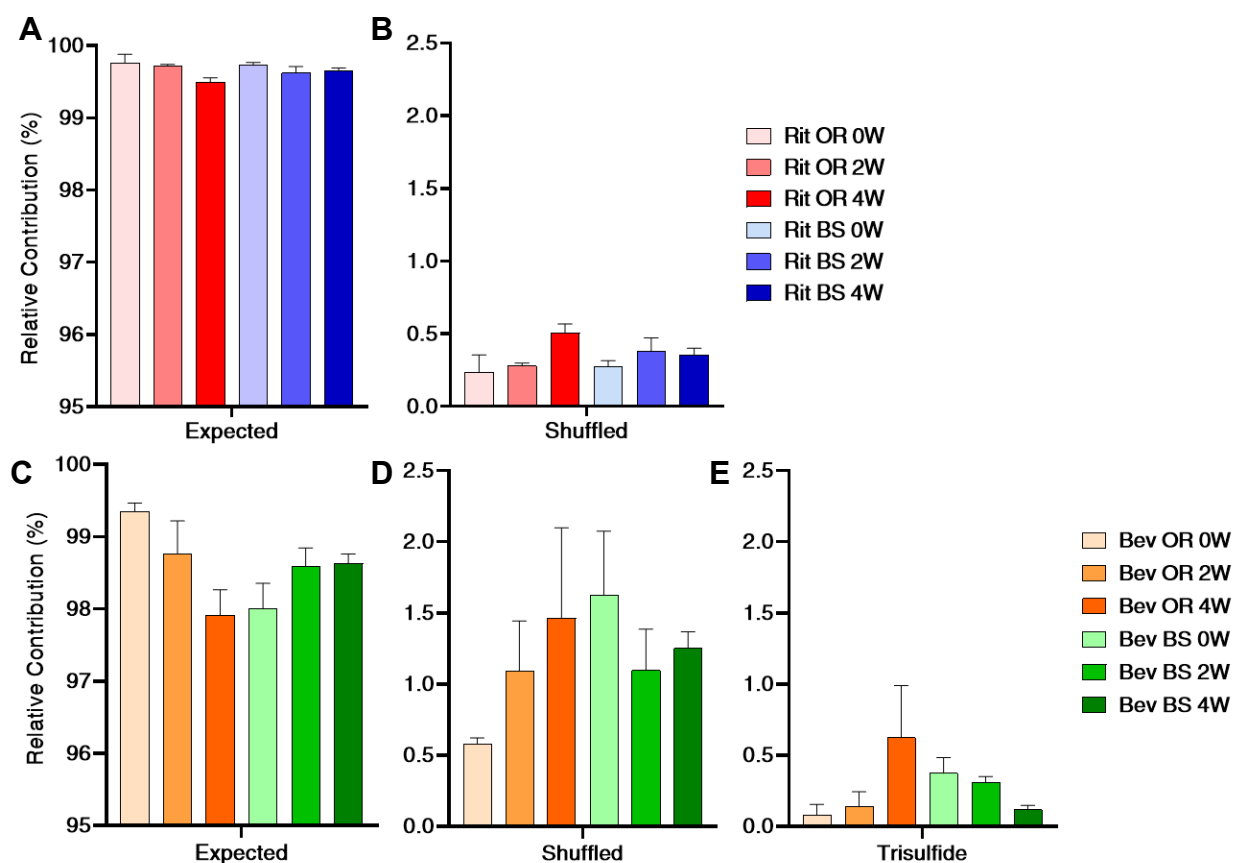 A
B
Relative Contribution (%)
100
99
98
97
96
95
Expected
2.5
2.0
1.5
1.0
0.5
0.0
Shuffled
Rit OR 0W
Rit OR 2W
Rit OR 4W
Rit BS 0W
Rit BS 2W
Rit BS 4W
C
D
E
Relative Contribution (%)
100
99
98
97
96
95
Expected
2.5
2.0
1.5
1.0
0.5
0.0
Shuffled
2.5
2.0
1.5
1.0
0.5
0.0
Trisulfide
Bev OR 0W
Bev OR 2W
Bev OR 4W
Bev BS 0W
Bev BS 2W
Bev BS 4W